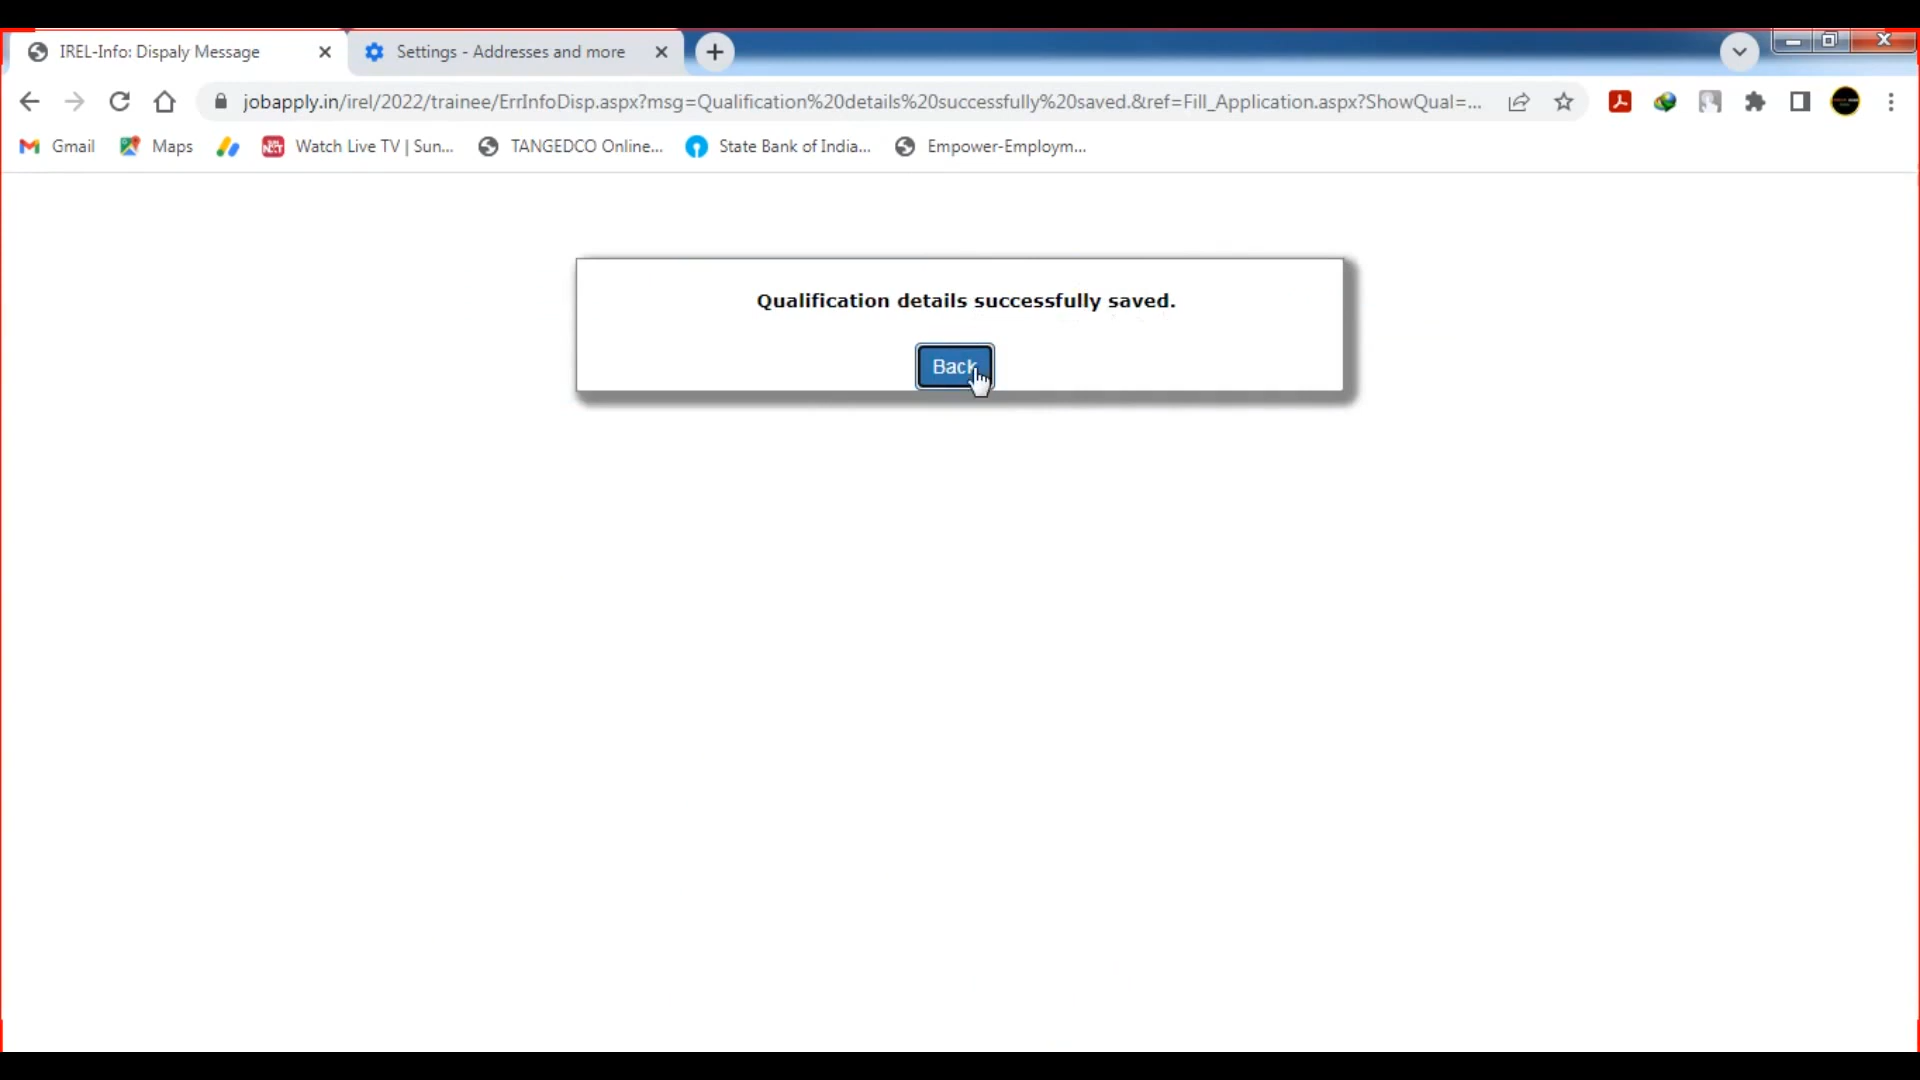 IREL-Info: Dispaly Message
Settings - Addresses and more
jobapply.in/irel/2022/trainee/ErrInfoDisp.aspx?msg=Qualification%20details%20successfully%20saved.&ref=Fill_Application.aspx?ShowQual=...
Gmail Maps Watch Live TV | Sun... TANGEDCO Online... State Bank of India... Empower-Employm...
Qualification details successfully saved.
Back